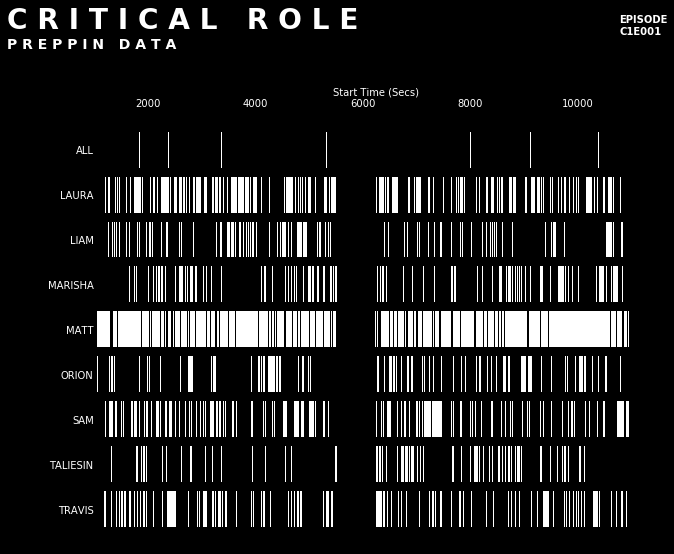 CRITICAL ROLE
PREPPIN DATA
EPISODE
C1E001
Start Time (Secs)
2000 4000 6000 8000 10000
ALL
LAURA
LIAM
MARISHA
MATT
ORION
SAM
TALIESIN
TRAVIS